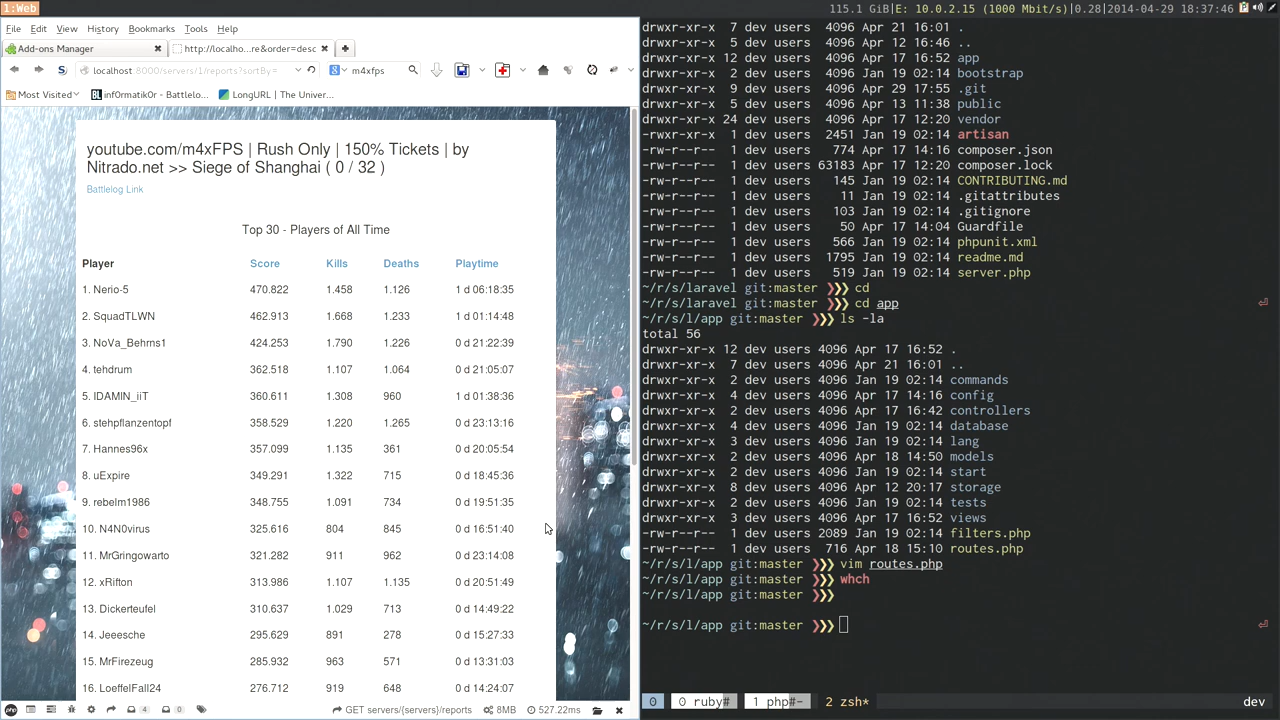 1:Web
115.1 GiB|E: 10.0.2.15 (1000 Mbit/s)|0.28|2014-04-29 18:37:46
File Edit View History Bookmarks Tools Help
Add-ons Manager
http://localho...re&order=desc
localhost:8000/servers/1/reports?sortBy=
m4xfps
Most Visited
inf0rmatik0r - Battlelo...
LongURL | The Univer...
youtube.com/m4xFPS | Rush Only | 150% Tickets | by
Nitrado.net >> Siege of Shanghai ( 0 / 32 )
Battlelog Link
Top 30 - Players of All Time
Player Score Kills Deaths Playtime
1. Nerio-5 470.822 1.458 1.126 1 d 06:18:35
2. SquadTLWN 462.913 1.668 1.233 1 d 01:14:48
3. NoVa_Behrns1 424.253 1.790 1.226 0 d 21:22:39
4. tehdrum 362.518 1.107 1.064 0 d 21:05:07
5. IDAMIN_iiT 360.611 1.308 960 1 d 01:38:36
6. stehpflanzentopf 358.529 1.220 1.265 0 d 23:13:16
7. Hannes96x 357.099 1.135 361 0 d 20:05:54
8. uExpire 349.291 1.322 715 0 d 18:45:36
9. rebelm1986 348.755 1.091 734 0 d 19:51:35
10. N4N0virus 325.616 804 845 0 d 16:51:40
11. MrGringowarto 321.282 911 962 0 d 23:14:08
12. xRifton 313.986 1.107 1.135 0 d 20:51:49
13. Dickerteufel 310.637 1.029 713 0 d 14:49:22
14. Jeeesche 295.629 891 278 0 d 15:27:33
15. MrFirezeug 285.932 963 571 0 d 13:31:03
16. LoeffelFall24 276.712 919 648 0 d 14:24:07
php 4 0 GET servers/{servers}/reports 8MB 527.22ms
drwxr-xr-x 7 dev users 4096 Apr 21 16:01 .
drwxr-xr-x 5 dev users 4096 Apr 12 16:46 ..
drwxr-xr-x 12 dev users 4096 Apr 17 16:52 app
drwxr-xr-x 2 dev users 4096 Jan 19 02:14 bootstrap
drwxr-xr-x 9 dev users 4096 Apr 29 17:55 .git
drwxr-xr-x 5 dev users 4096 Apr 13 11:38 public
drwxr-xr-x 24 dev users 4096 Apr 17 12:20 vendor
-rwxr-xr-x 1 dev users 2451 Jan 19 02:14 artisan
-rw-r--r-- 1 dev users 774 Apr 17 14:16 composer.json
-rw-r--r-- 1 dev users 63183 Apr 17 12:20 composer.lock
-rw-r--r-- 1 dev users 145 Jan 19 02:14 CONTRIBUTING.md
-rw-r--r-- 1 dev users 11 Jan 19 02:14 .gitattributes
-rw-r--r-- 1 dev users 103 Jan 19 02:14 .gitignore
-rw-r--r-- 1 dev users 50 Apr 17 14:04 Guardfile
-rw-r--r-- 1 dev users 566 Jan 19 02:14 phpunit.xml
-rw-r--r-- 1 dev users 1795 Jan 19 02:14 readme.md
-rw-r--r-- 1 dev users 519 Jan 19 02:14 server.php
~/r/s/laravel git:master ❯❯❯ cd
~/r/s/laravel git:master ❯❯❯ cd app
~/r/s/l/app git:master ❯❯❯ ls -la
total 56
drwxr-xr-x 12 dev users 4096 Apr 17 16:52 .
drwxr-xr-x 7 dev users 4096 Apr 21 16:01 ..
drwxr-xr-x 2 dev users 4096 Jan 19 02:14 commands
drwxr-xr-x 4 dev users 4096 Apr 17 14:16 config
drwxr-xr-x 2 dev users 4096 Apr 17 16:42 controllers
drwxr-xr-x 4 dev users 4096 Jan 19 02:14 database
drwxr-xr-x 3 dev users 4096 Jan 19 02:14 lang
drwxr-xr-x 2 dev users 4096 Apr 18 14:50 models
drwxr-xr-x 2 dev users 4096 Jan 19 02:14 start
drwxr-xr-x 8 dev users 4096 Apr 12 20:17 storage
drwxr-xr-x 2 dev users 4096 Jan 19 02:14 tests
drwxr-xr-x 3 dev users 4096 Apr 17 16:52 views
-rw-r--r-- 1 dev users 2089 Jan 19 02:14 filters.php
-rw-r--r-- 1 dev users 716 Apr 18 15:10 routes.php
~/r/s/l/app git:master ❯❯❯ vim routes.php
~/r/s/l/app git:master ❯❯❯ whch
~/r/s/l/app git:master ❯❯❯
~/r/s/l/app git:master ❯❯❯
0 0 ruby# 1 php#- 2 zsh* dev